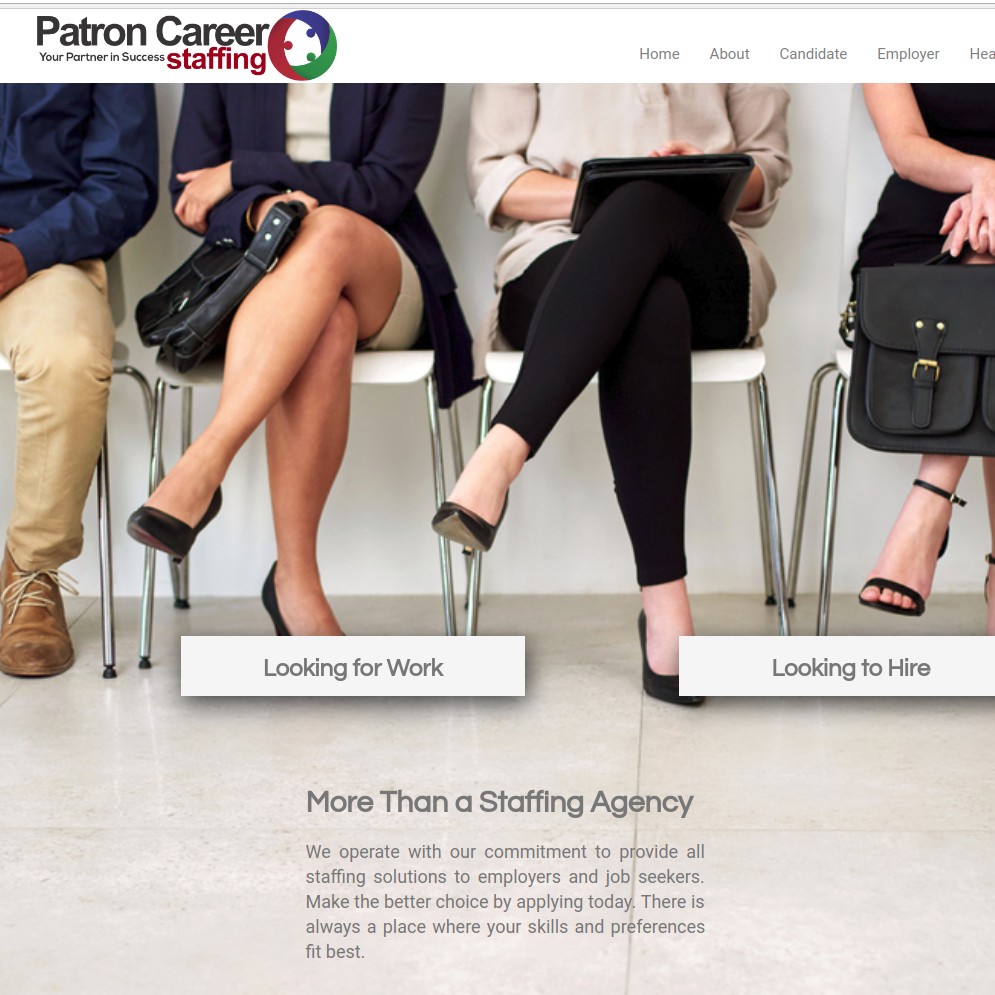 Patron Career
Your Partner in Success staffing
Home About Candidate Employer Hea
Looking for Work
Looking to Hire
More Than a Staffing Agency
We operate with our commitment to provide all
staffing solutions to employers and job seekers.
Make the better choice by applying today. There is
always a place where your skills and preferences
fit best.